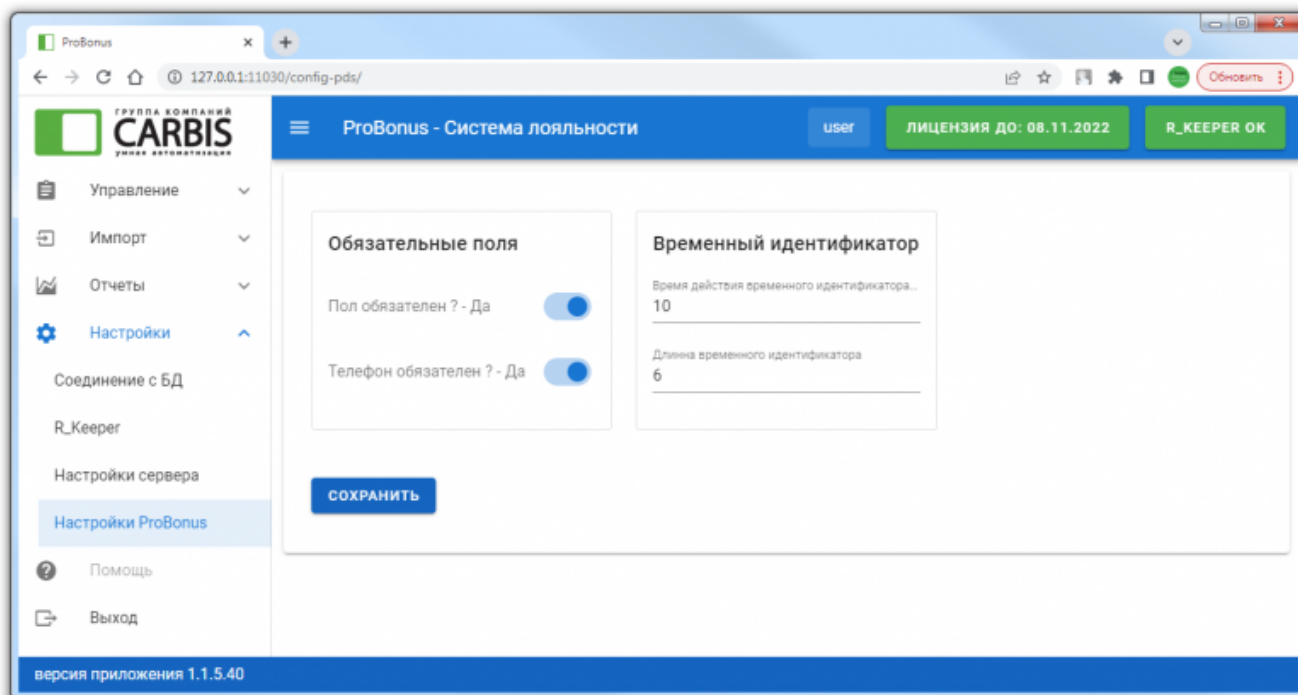 ProBonus
127.0.0.1:11030/config-pds/
Обновить
ГРУППА КОМПАНИЙ
CARBIS
умная автоматизация
ProBonus - Система лояльности
user
ЛИЦЕНЗИЯ ДО: 08.11.2022
R_KEEPER OK
Управление
Импорт
Отчеты
Настройки
Соединение с БД
R_Keeper
Настройки сервера
Настройки ProBonus
Помощь
Выход
Обязательные поля
Пол обязателен ? - Да
Телефон обязателен ? - Да
Временный идентификатор
Время действия временного идентификатора...
10
Длинна временного идентификатора
6
СОХРАНИТЬ
версия приложения 1.1.5.40